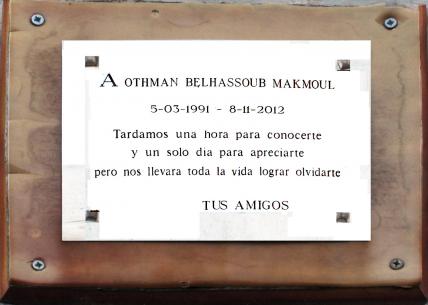 A OTHMAN BELHASSOUB MAKMOUL
5-03-1991 - 8-11-2012
Tardamos una hora para conocerte
y un solo dia para apreciarte
pero nos llevara toda la vida lograr olvidarte
TUS AMIGOS